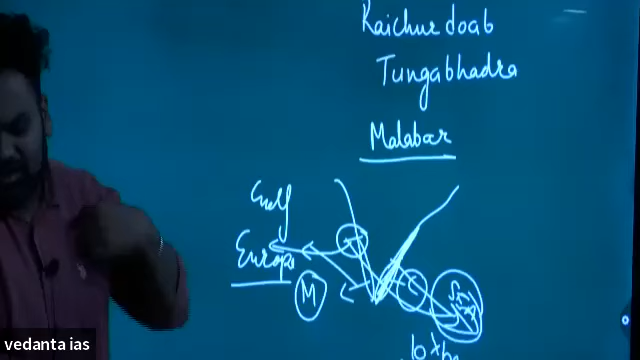 Raichur doab
Tungabhadra
Malabar
Gulf
Europe
M
vedanta ias